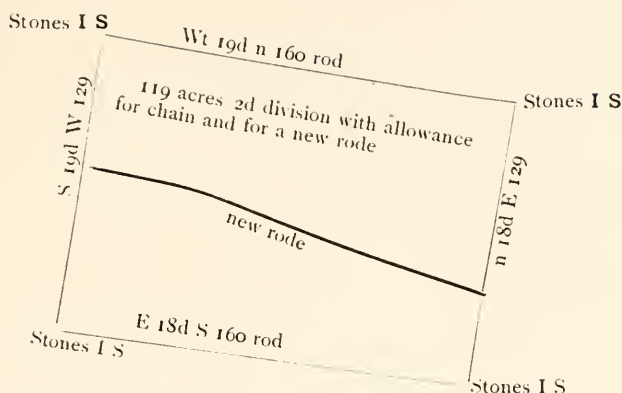 Stones I S
Wt 19d n 160 rod
Stones I S
119 acres 2d division with allowance
for chain and for a new rode
S 19d W 129
n 18d E 129
new rode
E 18d S 160 rod
Stones I S
Stones I S